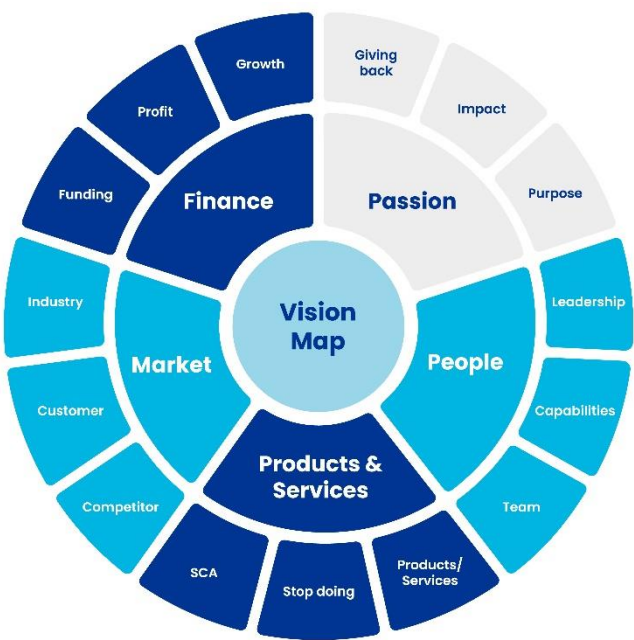 Growth
Giving
back
Profit
Impact
Funding
Finance
Passion
Purpose
Industry
Vision
Map
Leadership
Market
People
Customer
Capabilities
Products &
Services
Competitor
Team
SCA
Stop doing
Products/
Services